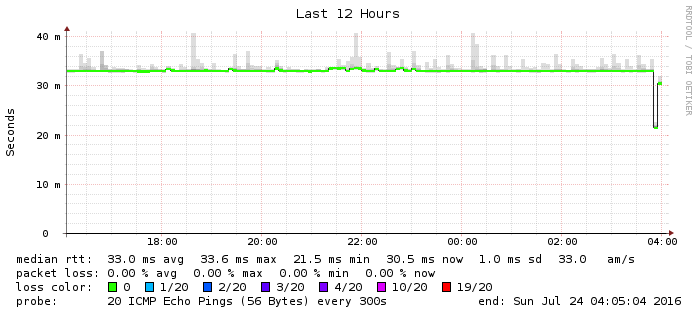 Last 12 Hours
RRDTOOL / TOBI OETIKER
Seconds
40 m
30 m
20 m
10 m
0
18:00 20:00 22:00 00:00 02:00 04:00
median rtt: 33.0 ms avg 33.6 ms max 21.5 ms min 30.5 ms now 1.0 ms sd 33.0 am/s
packet loss: 0.00 % avg 0.00 % max 0.00 % min 0.00 % now
loss color: 0 1/20 2/20 3/20 4/20 10/20 19/20
probe: 20 ICMP Echo Pings (56 Bytes) every 300s end: Sun Jul 24 04:05:04 2016